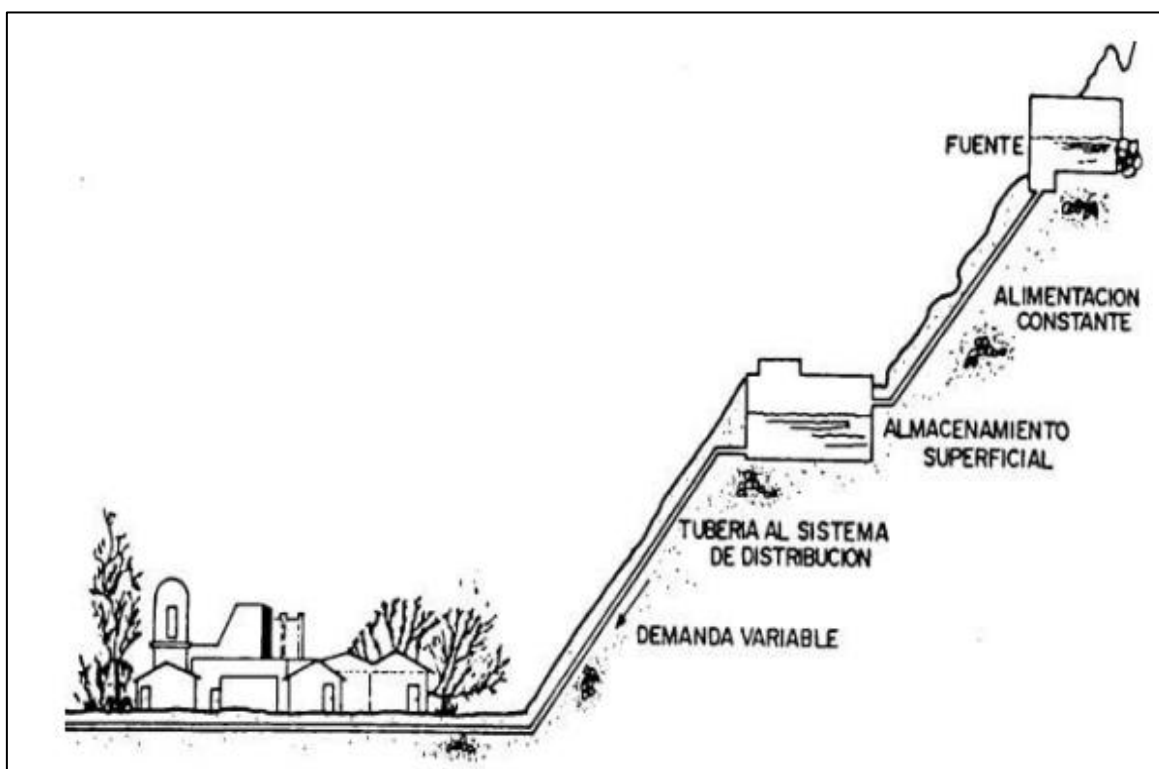 FUENTE
ALIMENTACION
CONSTANTE
ALMACENAMIENTO
SUPERFICIAL
TUBERIA AL SISTEMA
DE DISTRIBUCION
DEMANDA VARIABLE